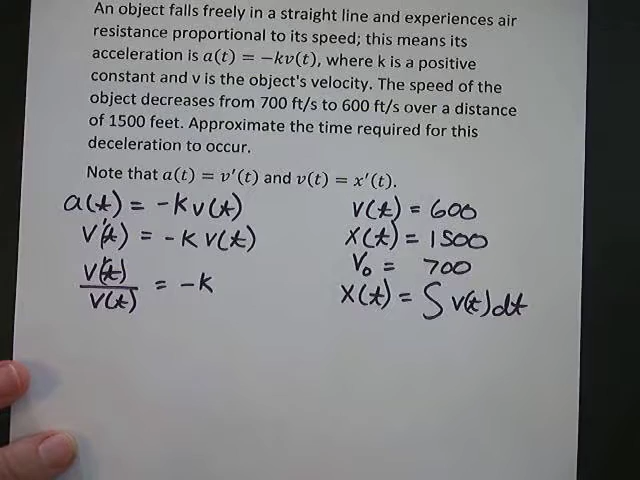 An object falls freely in a straight line and experiences air
resistance proportional to its speed; this means its
acceleration is a(t) = −kv(t), where k is a positive
constant and v is the object's velocity. The speed of the
object decreases from 700 ft/s to 600 ft/s over a distance
of 1500 feet. Approximate the time required for this
deceleration to occur.
Note that a(t) = v′(t) and v(t) = x′(t).
a(t) = -k v(t)
v'(t) = -k v(t)
v'(t)/v(t) = -k
v(t) = 600
x(t) = 1500
v₀ = 700
x(t) = ∫ v(t) dt